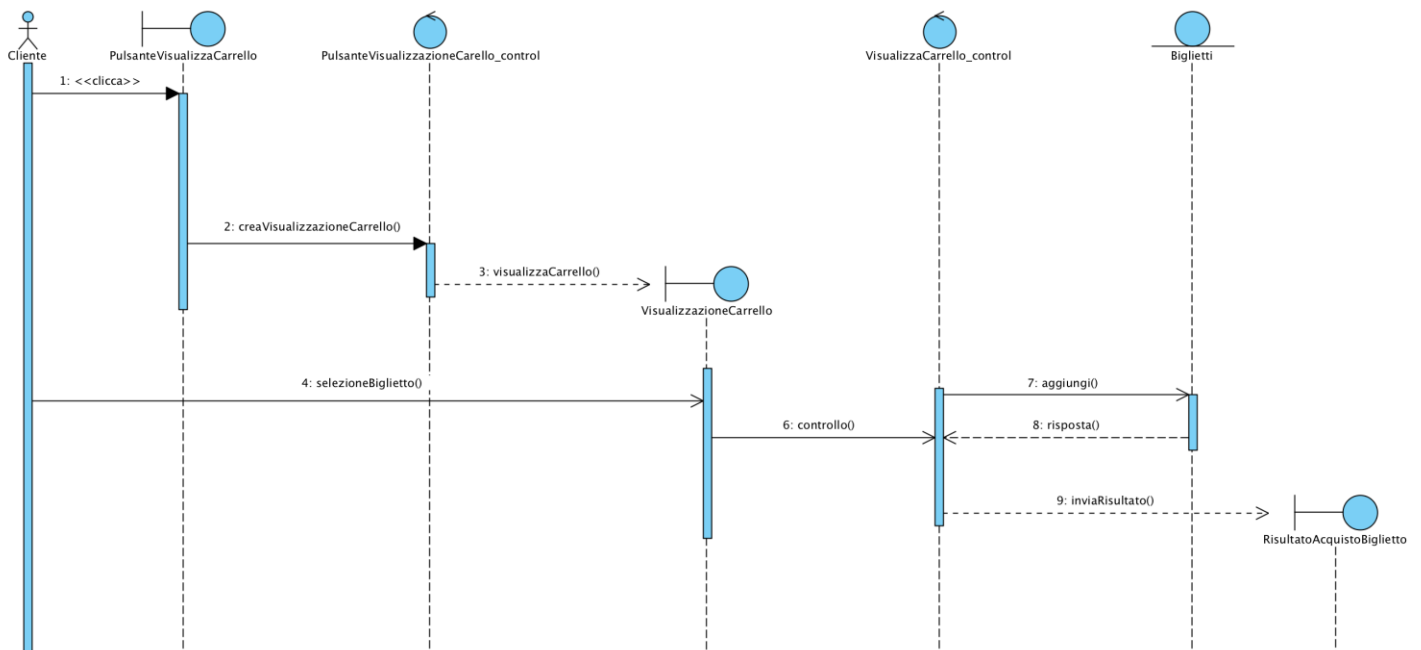 Cliente
PulsanteVisualizzaCarrello
PulsanteVisualizzazioneCarello_control
VisualizzaCarrello_control
Biglietti
1: <<clicca>>
2: creaVisualizzazioneCarrello()
3: visualizzaCarrello()
VisualizzazioneCarrello
4: selezioneBiglietto()
7: aggiungi()
6: controllo()
8: risposta()
9: inviaRisultato()
RisultatoAcquistoBiglietto